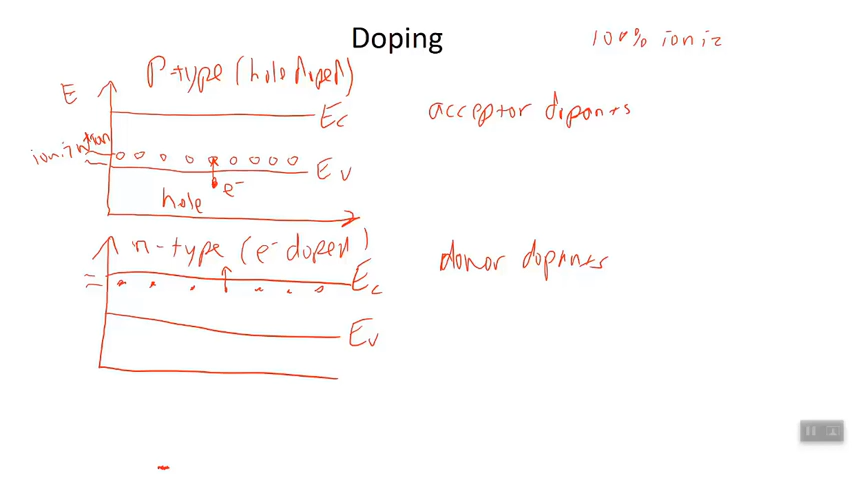 Doping
100% ioniz
P-type (hole doped)
E
Ec
acceptor dopants
ionization
Ev
e-
hole
n-type (e- doped)
donor dopants
Ec
Ev